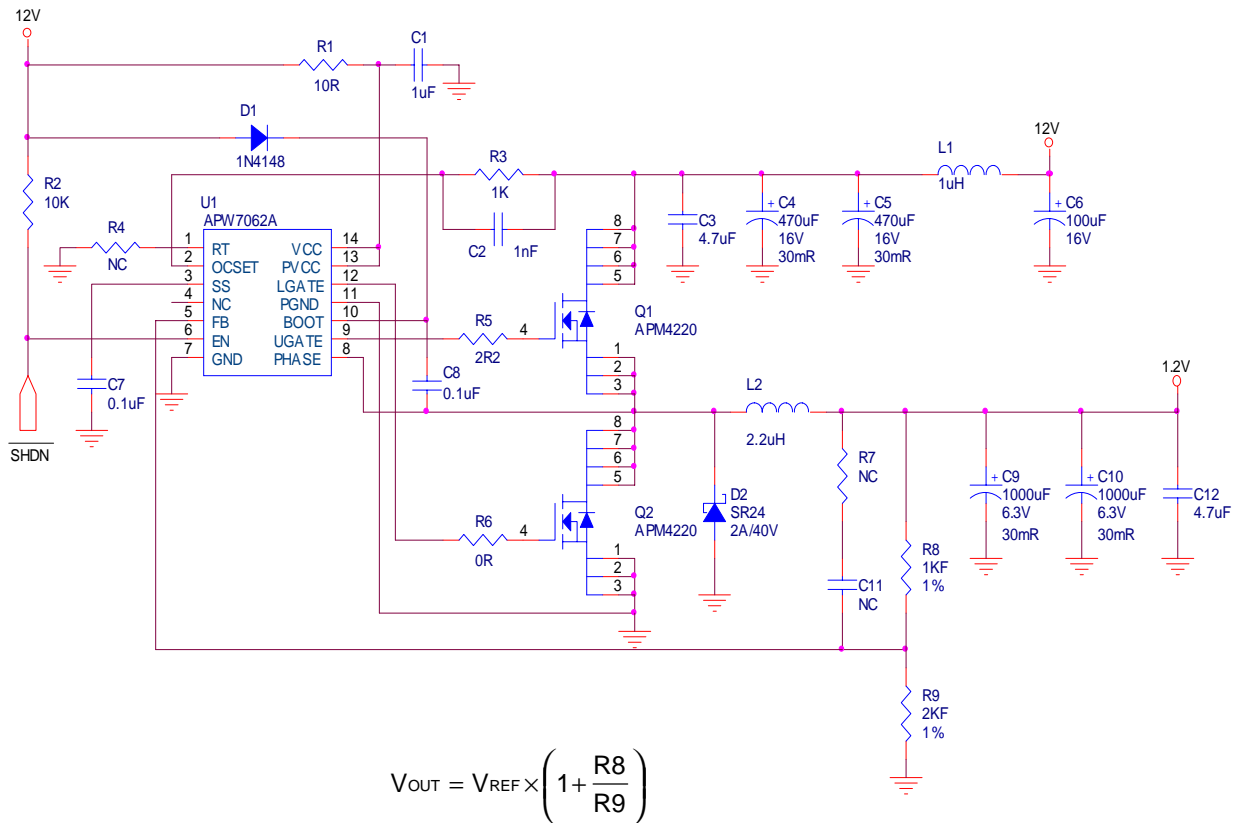 12V
R1
10R
C1
1uF
D1
1N4148
R2
10K
R3
1K
C2
1nF
L1
1uH
12V
C3
4.7uF
+ C4
470uF
16V
30mR
+ C5
470uF
16V
30mR
+ C6
100uF
16V
U1
APW7062A
R4
NC
1 RT
2 OCSET
3 SS
4 NC
5 FB
6 EN
7 GND
VCC 14
PVCC 13
LGATE 12
PGND 11
BOOT 10
UGATE 9
PHASE 8
8
7
6
5
R5
2R2
4
Q1
APM4220
1
2
3
C7
0.1uF
C8
0.1uF
SHDN
L2
2.2uH
1.2V
8
7
6
5
R6
0R
4
Q2
APM4220
1
2
3
D2
SR24
2A/40V
R7
NC
C11
NC
R8
1KF
1%
+ C9
1000uF
6.3V
30mR
+ C10
1000uF
6.3V
30mR
C12
4.7uF
R9
2KF
1%
VOUT = VREF × (1 + R8/R9)